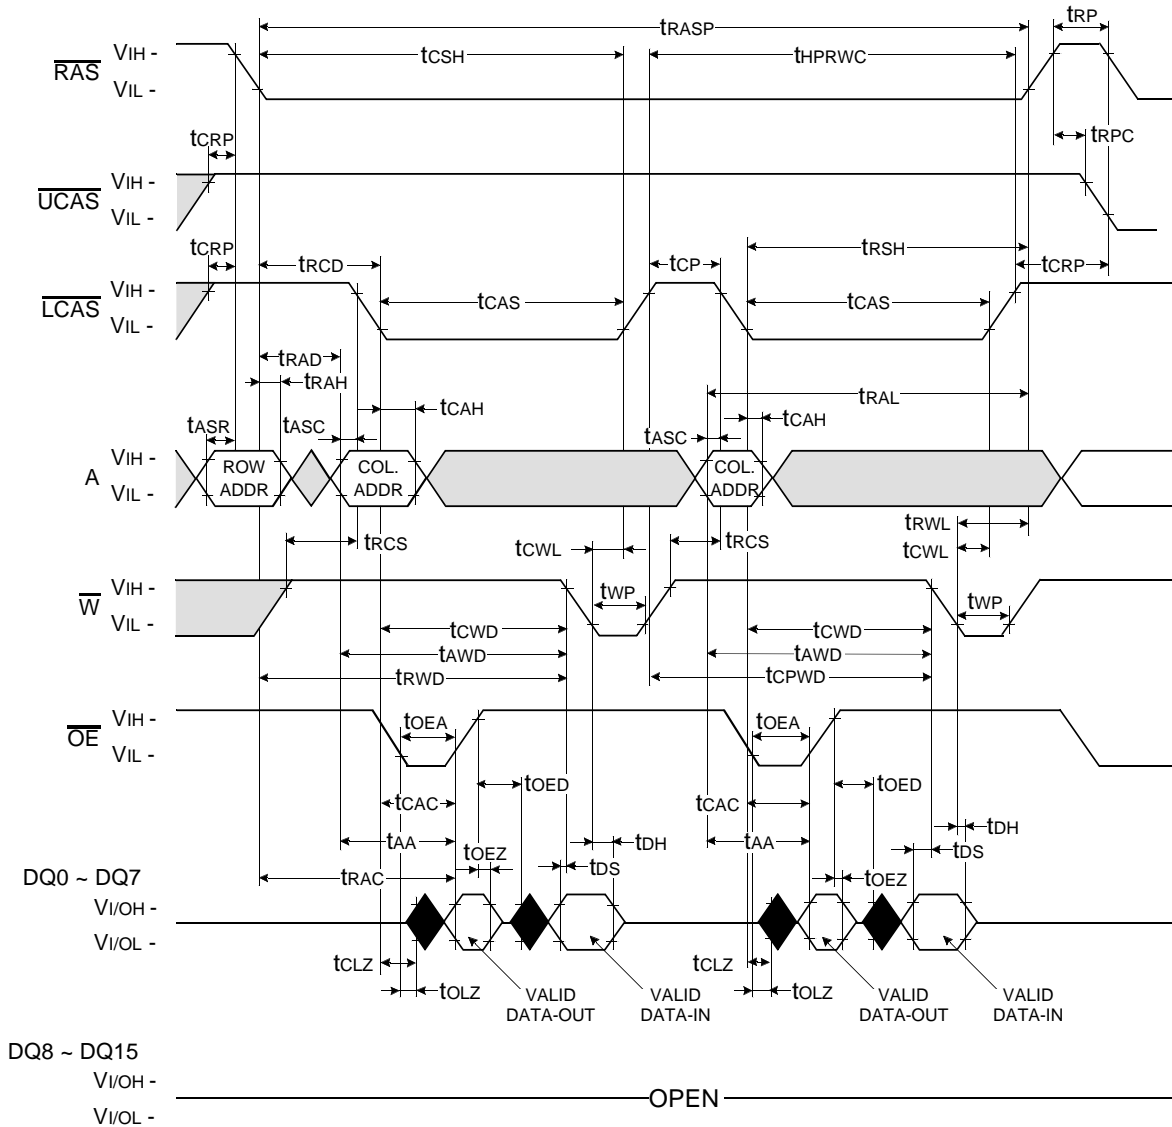 tRASP
tRP
VIH -
RAS
VIL -
tCSH
tHPRWC
tCRP
tRPC
VIH -
UCAS
VIL -
tCRP
tRCD
tCP
tRSH
tCRP
VIH -
LCAS
VIL -
tCAS
tCAS
tRAD
tRAH
tCAH
tRAL
tCAH
tASR
tASC
tASC
VIH -
A
VIL -
ROW
ADDR
COL.
ADDR
COL.
ADDR
tRCS
tCWL
tRCS
tRWL
tCWL
VIH -
W
VIL -
tWP
tWP
tCWD
tCWD
tAWD
tAWD
tRWD
tCPWD
VIH -
OE
VIL -
tOEA
tOEA
tOED
tOED
tCAC
tCAC
tAA
tDH
tAA
tDH
tOEZ
tDS
tOEZ
tDS
tRAC
DQ0 ~ DQ7
VI/OH -
VI/OL -
tCLZ
tCLZ
tOLZ
tOLZ
VALID
DATA-OUT
VALID
DATA-IN
VALID
DATA-OUT
VALID
DATA-IN
DQ8 ~ DQ15
VI/OH -
OPEN
VI/OL -